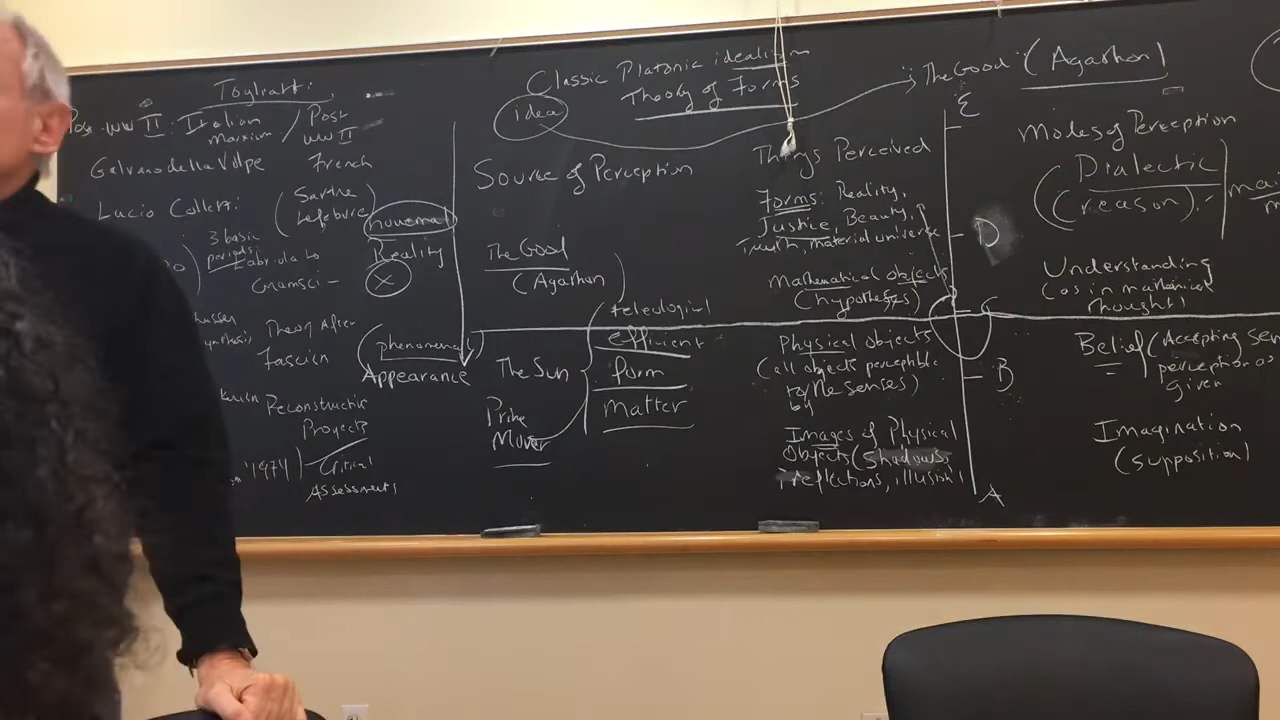 Togliatti
Post-WW II: Italian Marxism / Post WW II
French
Galvano della Volpe
Lucio Colletti
(Sartre
Lefebvre)
3 basic
periods
Labriola to
Gramsci -
Theory After
Fascism
Reconstruction
Projects
'1974)
Critical
Assessments
noumenal
Reality
X
(phenomenal)
Appearance
Classic Platonic idealism
Theory of Forms
idea
; The Good (Agathon)
Source of Perception
The Good
(Agathon)
The Sun
Prime
Mover
teleological
efficient
form
matter
Things Perceived
Forms: Reality,
Justice, Beauty,
Truth, material universe
Mathematical objects
(hypotheses)
Physical objects
(all objects perceptible
to/the senses)
by
Images of Physical
Objects (shadows,
reflections, illusions
E
D
C
B
A
Modes of Perception
Dialectic
(reason)
Understanding
(as in mathematical
thought)
Belief (Accepting sen
perception as
given
Imagination
(supposition)